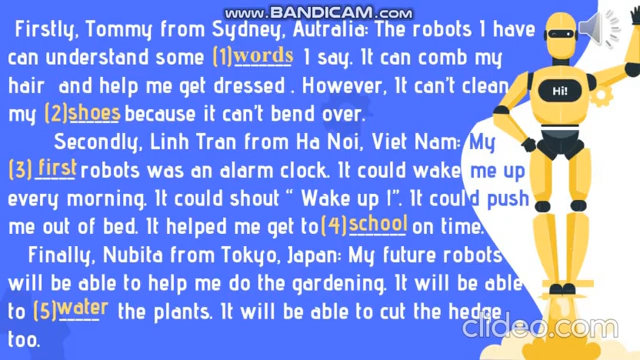 www.BANDICAM.com
Firstly, Tommy from Sydney, Autralia: The robots I have
can understand some (1)words I say. It can comb my
hair and help me get dressed . However, It can't clean
my (2)shoes because it can't bend over.
Secondly, Linh Tran from Ha Noi, Viet Nam: My
(3) first robots was an alarm clock. It could wake me up
every morning. It could shout “ Wake up !”. It could push
me out of bed. It helped me get to (4)school on time.
Finally, Nubita from Tokyo, Japan: My future robots
will be able to help me do the gardening. It will be able
to (5)water the plants. It will be able to cut the hedge
too.
Hi!
clideo.com